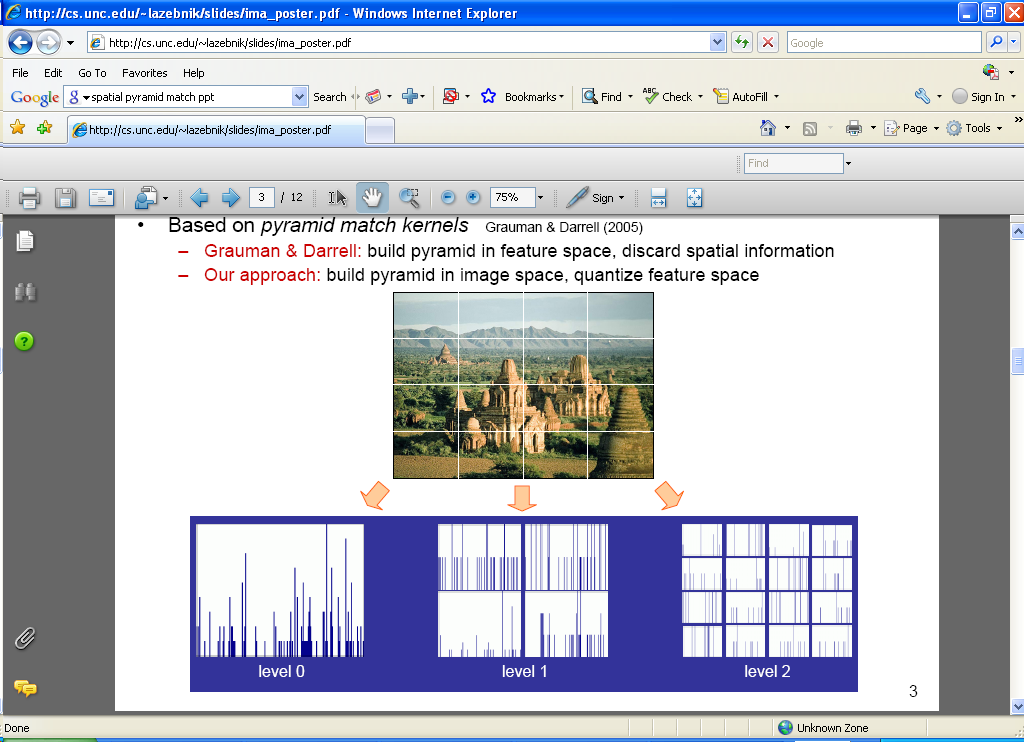 http://cs.unc.edu/~lazebnik/slides/ima_poster.pdf - Windows Internet Explorer
http://cs.unc.edu/~lazebnik/slides/ima_poster.pdf
Google
File Edit Go To Favorites Help
Google spatial pyramid match ppt Search Bookmarks Find ABC Check AutoFill Sign In
http://cs.unc.edu/~lazebnik/slides/ima_poster.pdf Page Tools
Find
3 / 12 75% Sign
• Based on pyramid match kernels Grauman & Darrell (2005)
– Grauman & Darrell: build pyramid in feature space, discard spatial information
– Our approach: build pyramid in image space, quantize feature space
level 0 level 1 level 2
3
Done Unknown Zone